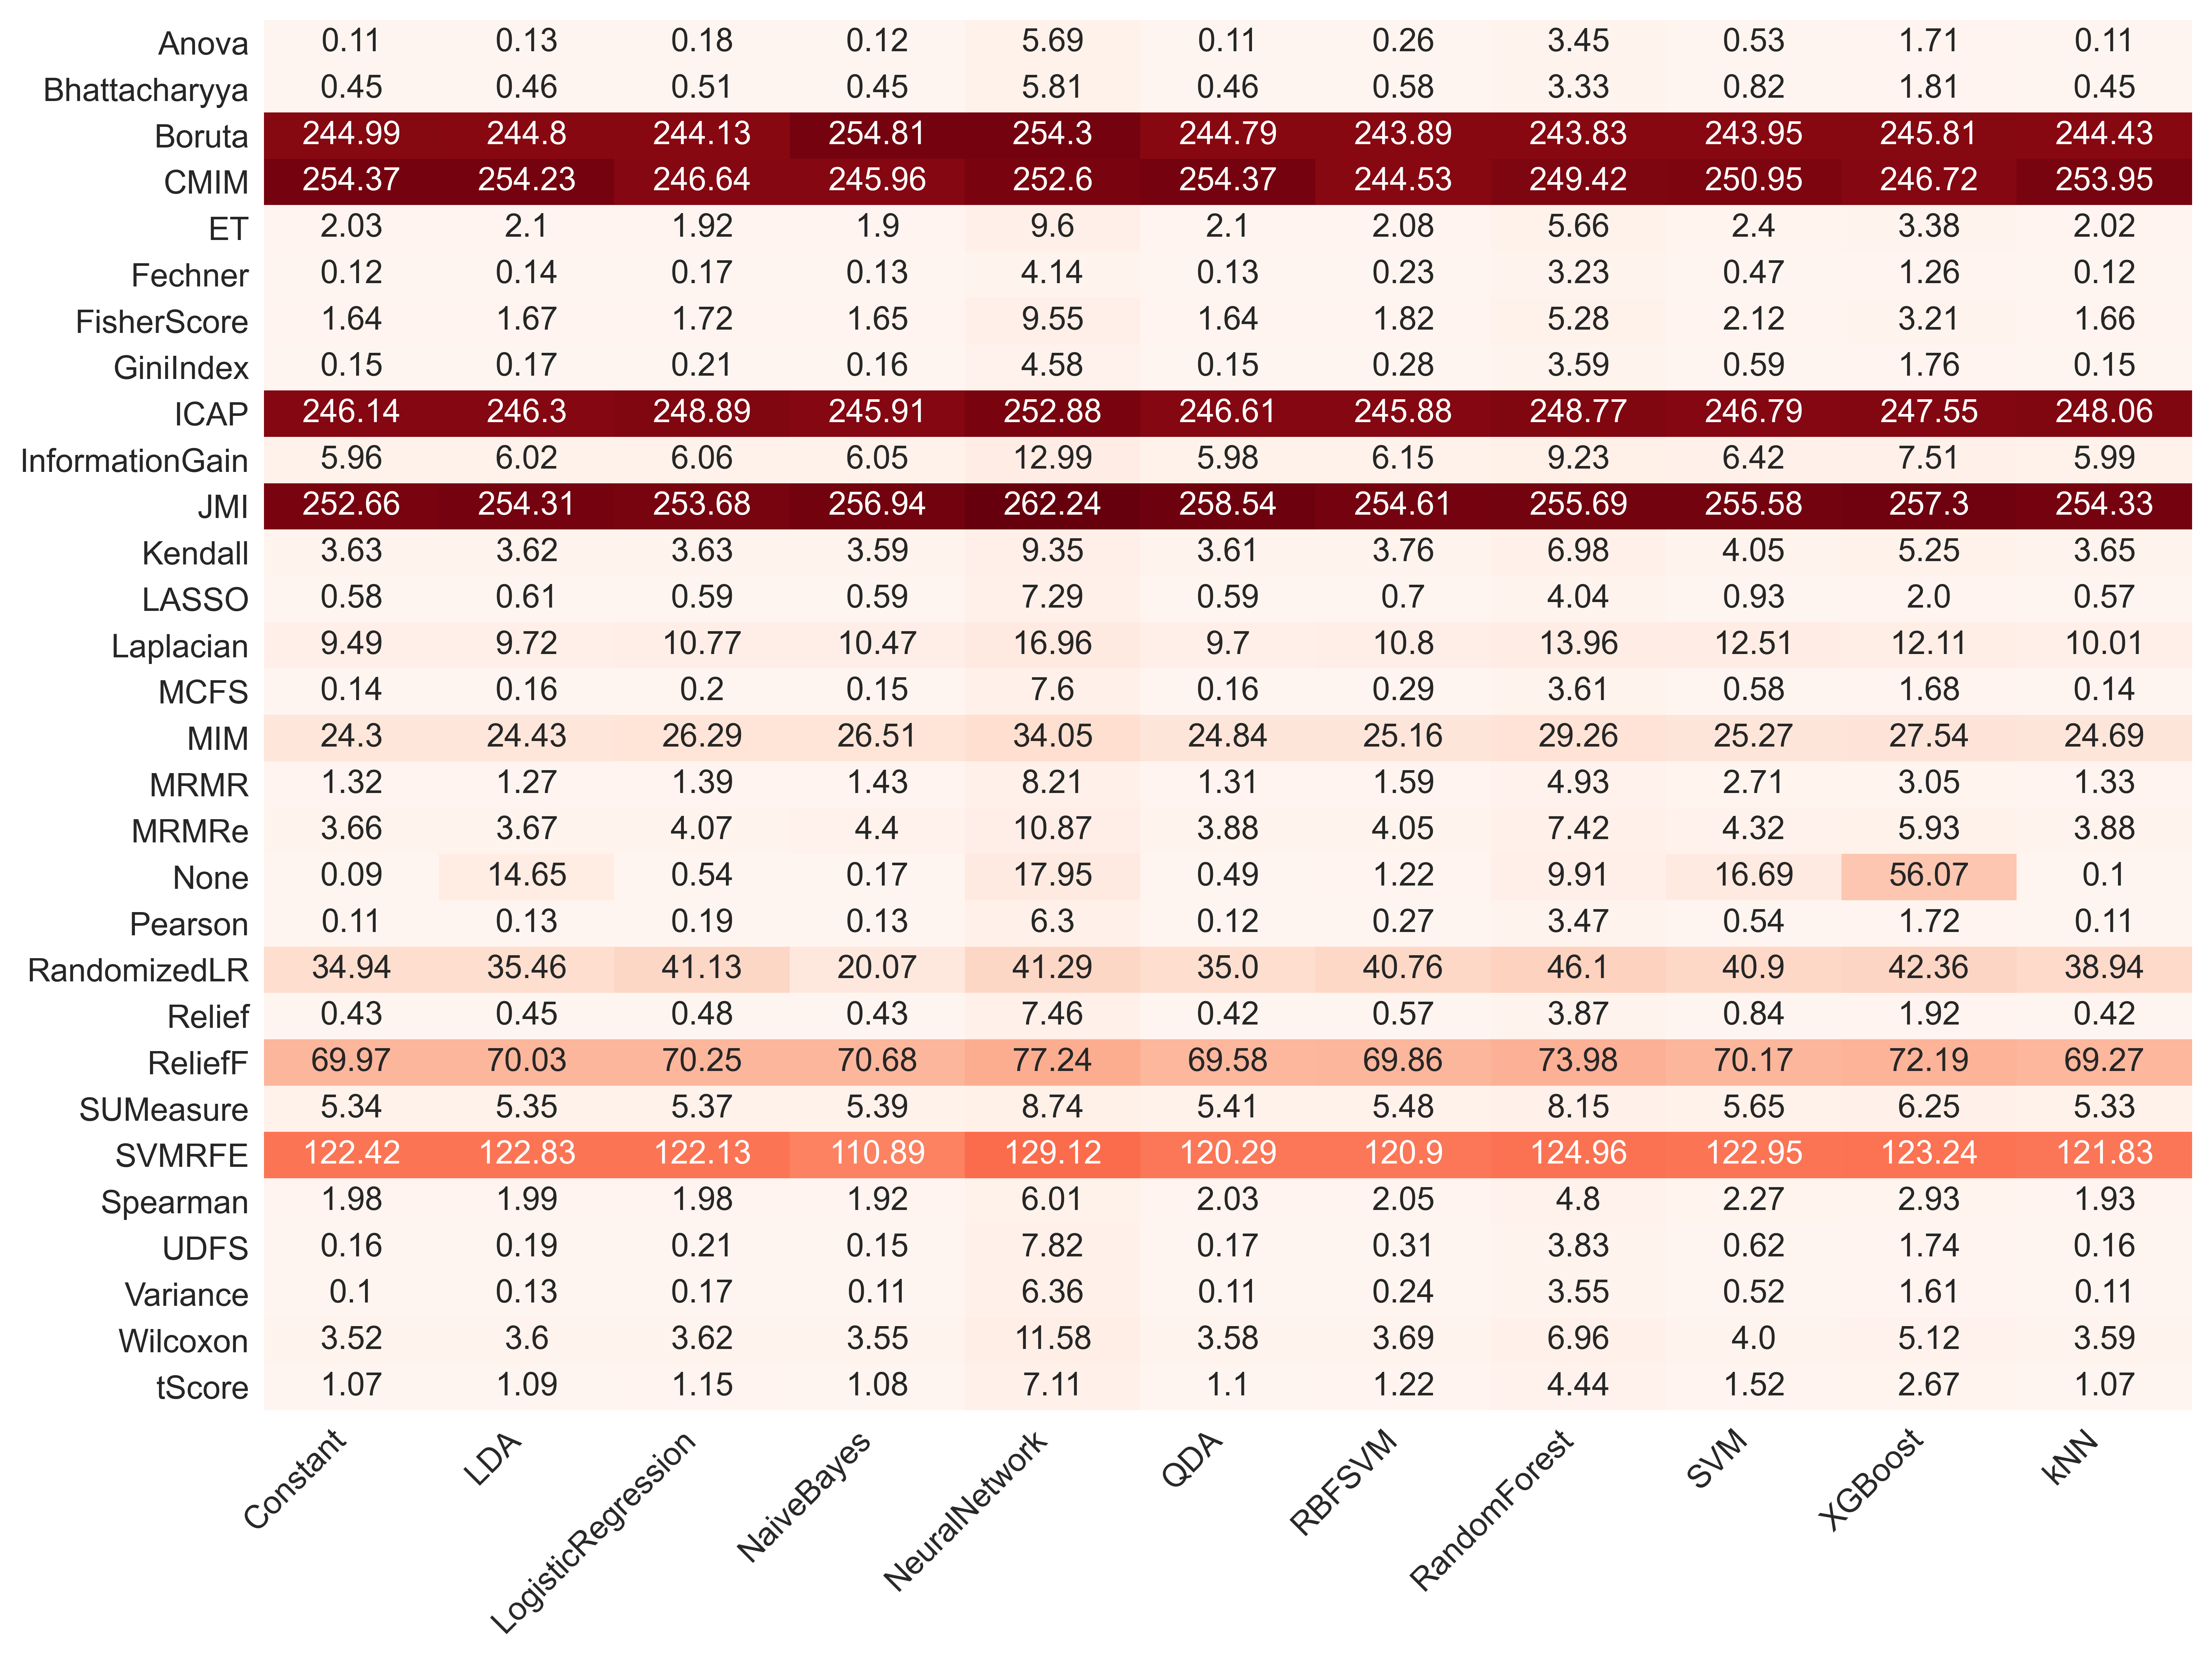 Anova 0.11 0.13 0.18 0.12 5.69 0.11 0.26 3.45 0.53 1.71 0.11
Bhattacharyya 0.45 0.46 0.51 0.45 5.81 0.46 0.58 3.33 0.82 1.81 0.45
Boruta 244.99 244.8 244.13 254.81 254.3 244.79 243.89 243.83 243.95 245.81 244.43
CMIM 254.37 254.23 246.64 245.96 252.6 254.37 244.53 249.42 250.95 246.72 253.95
ET 2.03 2.1 1.92 1.9 9.6 2.1 2.08 5.66 2.4 3.38 2.02
Fechner 0.12 0.14 0.17 0.13 4.14 0.13 0.23 3.23 0.47 1.26 0.12
FisherScore 1.64 1.67 1.72 1.65 9.55 1.64 1.82 5.28 2.12 3.21 1.66
GiniIndex 0.15 0.17 0.21 0.16 4.58 0.15 0.28 3.59 0.59 1.76 0.15
ICAP 246.14 246.3 248.89 245.91 252.88 246.61 245.88 248.77 246.79 247.55 248.06
InformationGain 5.96 6.02 6.06 6.05 12.99 5.98 6.15 9.23 6.42 7.51 5.99
JMI 252.66 254.31 253.68 256.94 262.24 258.54 254.61 255.69 255.58 257.3 254.33
Kendall 3.63 3.62 3.63 3.59 9.35 3.61 3.76 6.98 4.05 5.25 3.65
LASSO 0.58 0.61 0.59 0.59 7.29 0.59 0.7 4.04 0.93 2.0 0.57
Laplacian 9.49 9.72 10.77 10.47 16.96 9.7 10.8 13.96 12.51 12.11 10.01
MCFS 0.14 0.16 0.2 0.15 7.6 0.16 0.29 3.61 0.58 1.68 0.14
MIM 24.3 24.43 26.29 26.51 34.05 24.84 25.16 29.26 25.27 27.54 24.69
MRMR 1.32 1.27 1.39 1.43 8.21 1.31 1.59 4.93 2.71 3.05 1.33
MRMRe 3.66 3.67 4.07 4.4 10.87 3.88 4.05 7.42 4.32 5.93 3.88
None 0.09 14.65 0.54 0.17 17.95 0.49 1.22 9.91 16.69 56.07 0.1
Pearson 0.11 0.13 0.19 0.13 6.3 0.12 0.27 3.47 0.54 1.72 0.11
RandomizedLR 34.94 35.46 41.13 20.07 41.29 35.0 40.76 46.1 40.9 42.36 38.94
Relief 0.43 0.45 0.48 0.43 7.46 0.42 0.57 3.87 0.84 1.92 0.42
ReliefF 69.97 70.03 70.25 70.68 77.24 69.58 69.86 73.98 70.17 72.19 69.27
SUMeasure 5.34 5.35 5.37 5.39 8.74 5.41 5.48 8.15 5.65 6.25 5.33
SVMRFE 122.42 122.83 122.13 110.89 129.12 120.29 120.9 124.96 122.95 123.24 121.83
Spearman 1.98 1.99 1.98 1.92 6.01 2.03 2.05 4.8 2.27 2.93 1.93
UDFS 0.16 0.19 0.21 0.15 7.82 0.17 0.31 3.83 0.62 1.74 0.16
Variance 0.1 0.13 0.17 0.11 6.36 0.11 0.24 3.55 0.52 1.61 0.11
Wilcoxon 3.52 3.6 3.62 3.55 11.58 3.58 3.69 6.96 4.0 5.12 3.59
tScore 1.07 1.09 1.15 1.08 7.11 1.1 1.22 4.44 1.52 2.67 1.07
Constant LDA LogisticRegression NaiveBayes NeuralNetwork QDA RBFSVM RandomForest SVM XGBoost kNN